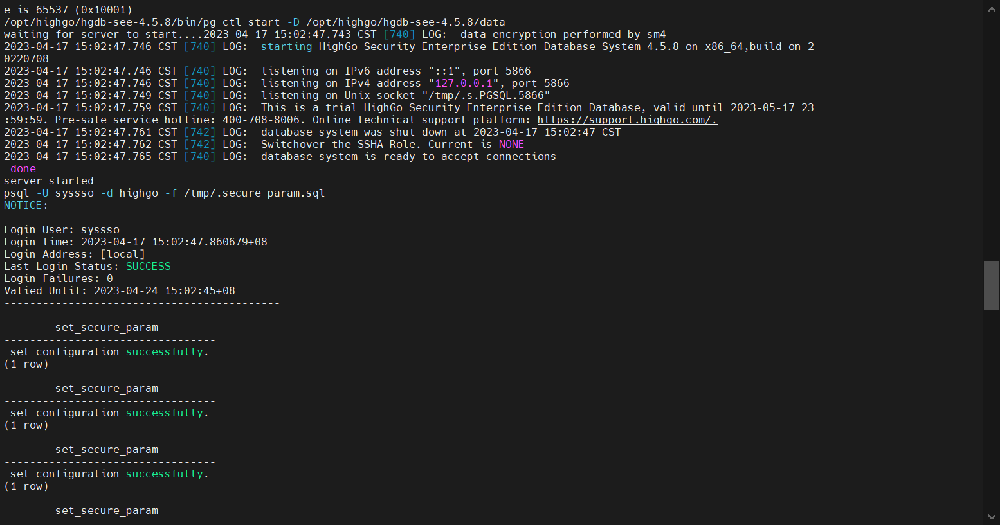 e is 65537 (0x10001)
/opt/highgo/hgdb-see-4.5.8/bin/pg_ctl start -D /opt/highgo/hgdb-see-4.5.8/data
waiting for server to start....2023-04-17 15:02:47.743 CST [740] LOG:  data encryption performed by sm4
2023-04-17 15:02:47.746 CST [740] LOG:  starting HighGo Security Enterprise Edition Database System 4.5.8 on x86_64,build on 2
0220708
2023-04-17 15:02:47.746 CST [740] LOG:  listening on IPv6 address "::1", port 5866
2023-04-17 15:02:47.746 CST [740] LOG:  listening on IPv4 address "127.0.0.1", port 5866
2023-04-17 15:02:47.749 CST [740] LOG:  listening on Unix socket "/tmp/.s.PGSQL.5866"
2023-04-17 15:02:47.759 CST [740] LOG:  This is a trial HighGo Security Enterprise Edition Database, valid until 2023-05-17 23
:59:59. Pre-sale service hotline: 400-708-8006. Online technical support platform: https://support.highgo.com/.
2023-04-17 15:02:47.761 CST [742] LOG:  database system was shut down at 2023-04-17 15:02:47 CST
2023-04-17 15:02:47.762 CST [742] LOG:  Switchover the SSHA Role. Current is NONE
2023-04-17 15:02:47.765 CST [740] LOG:  database system is ready to accept connections
 done
server started
psql -U syssso -d highgo -f /tmp/.secure_param.sql
NOTICE:
-------------------------------------------
Login User: syssso
Login time: 2023-04-17 15:02:47.860679+08
Login Address: [local]
Last Login Status: SUCCESS
Login Failures: 0
Valied Until: 2023-04-24 15:02:45+08
-------------------------------------------
        set_secure_param
---------------------------------
 set configuration successfully.
(1 row)
        set_secure_param
---------------------------------
 set configuration successfully.
(1 row)
        set_secure_param
---------------------------------
 set configuration successfully.
(1 row)
        set_secure_param